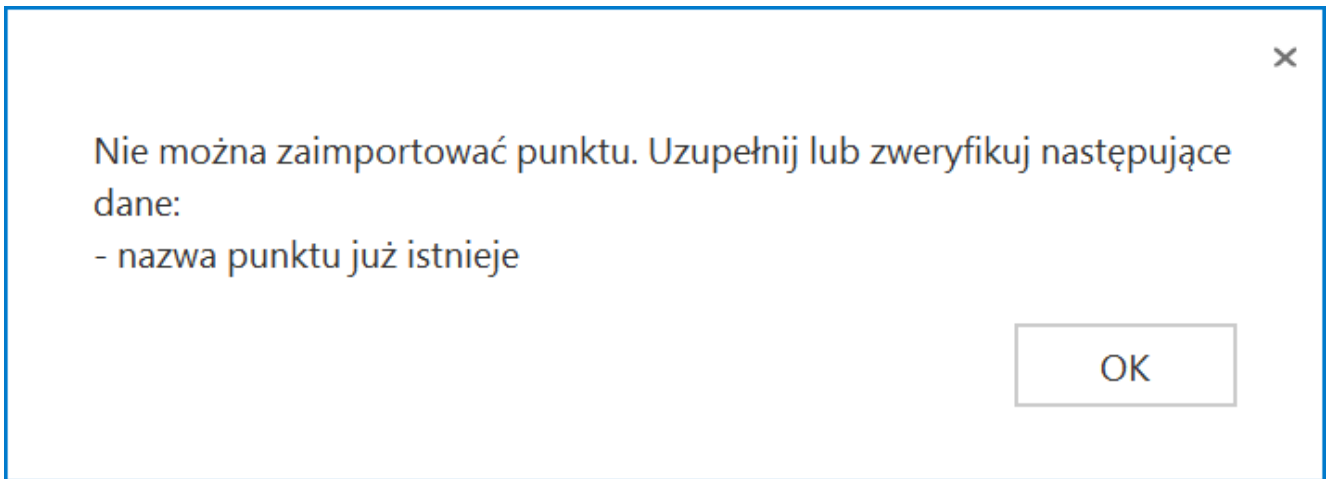 Nie można zaimportować punktu. Uzupełnij lub zweryfikuj następujące
dane:
- nazwa punktu już istnieje
OK